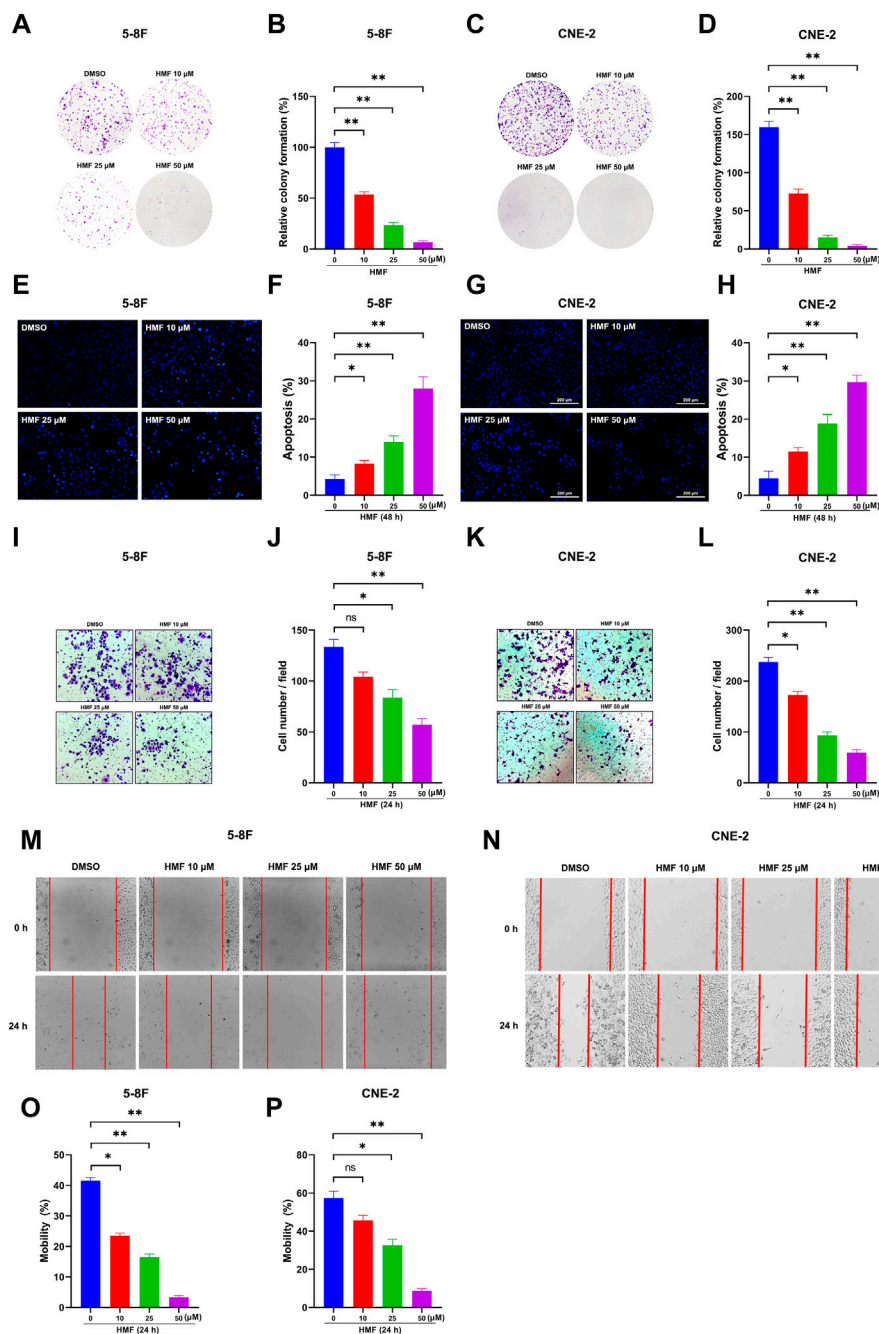 A
5-8F
DMSO
HMF 10 μM
HMF 25 μM
HMF 50 μM
B
5-8F
Relative colony formation (%)
150
100
50
0
**
**
**
0 10 25 50 (μM)
HMF
C
CNE-2
DMSO
HMF 10 μM
HMF 25 μM
HMF 50 μM
D
CNE-2
Relative colony formation (%)
200
150
100
50
0
**
**
**
0 10 25 50 (μM)
HMF
E
5-8F
DMSO
HMF 10 μM
HMF 25 μM
HMF 50 μM
F
5-8F
Apoptosis (%)
40
30
20
10
0
**
**
*
0 10 25 50 (μM)
HMF (48 h)
G
CNE-2
DMSO
200 μm
HMF 10 μM
200 μm
HMF 25 μM
200 μm
HMF 50 μM
200 μm
H
CNE-2
Apoptosis (%)
40
30
20
10
0
**
**
*
0 10 25 50 (μM)
HMF (48 h)
I
5-8F
DMSO
HMF 10 μM
HMF 25 μM
HMF 50 μM
J
5-8F
Cell number / field
150
100
50
0
**
*
ns
0 10 25 50 (μM)
HMF (24 h)
K
CNE-2
DMSO
HMF 10 μM
HMF 25 μM
HMF 50 μM
L
CNE-2
Cell number / field
300
200
100
0
**
**
*
0 10 25 50 (μM)
HMF (24 h)
M
5-8F
DMSO
HMF 10 μM
HMF 25 μM
HMF 50 μM
0 h
24 h
N
CNE-2
DMSO
HMF 10 μM
HMF 25 μM
0 h
24 h
O
5-8F
Mobility (%)
50
40
30
20
10
0
**
**
*
0 10 25 50 (μM)
HMF (24 h)
P
CNE-2
Mobility (%)
80
60
40
20
0
**
*
ns
0 10 25 50 (μM)
HMF (24 h)